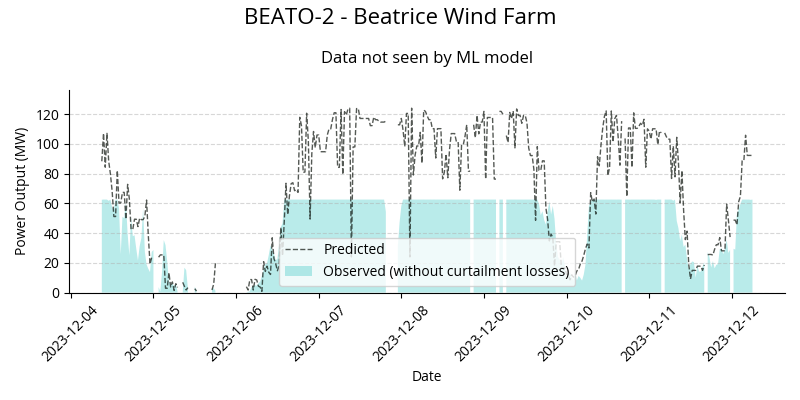 BEATO-2 - Beatrice Wind Farm
Data not seen by ML model
Power Output (MW)
120
100
80
60
40
20
0
Predicted
Observed (without curtailment losses)
2023-12-04
2023-12-05
2023-12-06
2023-12-07
2023-12-08
2023-12-09
2023-12-10
2023-12-11
2023-12-12
Date